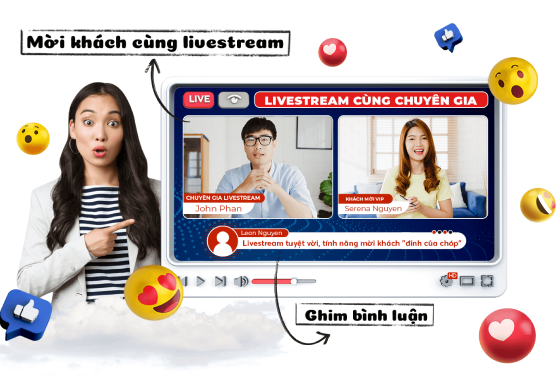 Mời khách cùng livestream
LIVE
LIVESTREAM CÙNG CHUYÊN GIA
CHUYÊN GIA LIVESTREAM
John Phan
KHÁCH MỜI VIP
Serena Nguyen
Leon Nguyen
Livestream tuyệt vời, tính năng mời khách "đỉnh của chóp"
HD
Ghim bình luận